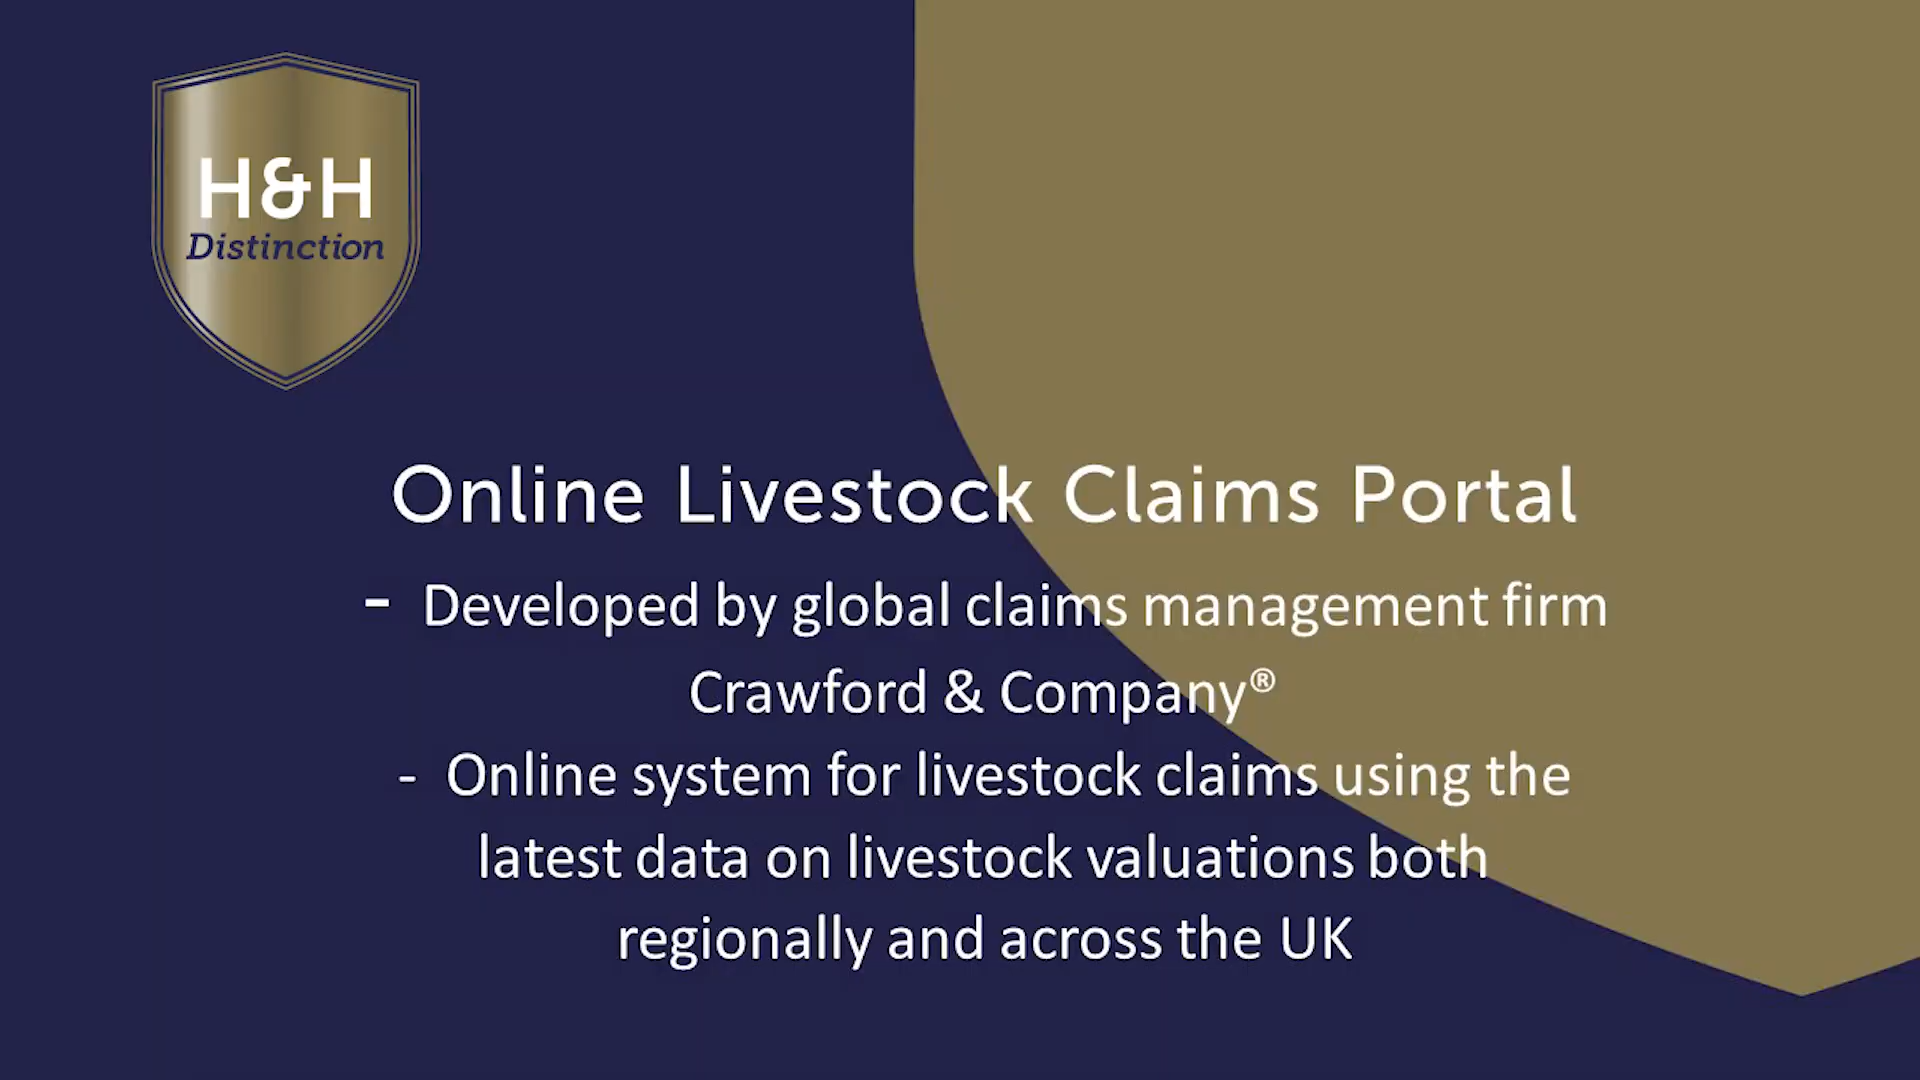 H&H
Distinction
Online Livestock Claims Portal
- Developed by global claims management firm
Crawford & Company®
- Online system for livestock claims using the
latest data on livestock valuations both
regionally and across the UK